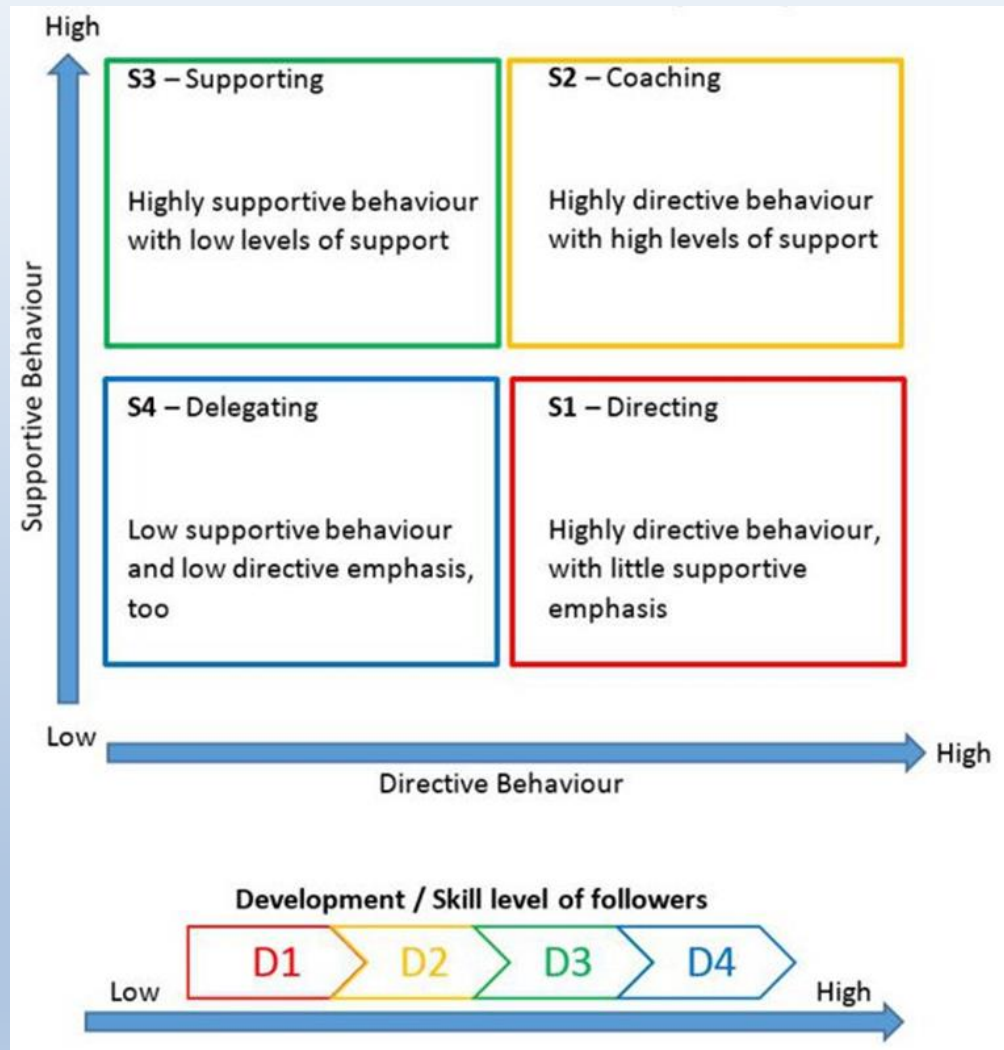 High
S3 – Supporting
Highly supportive behaviour
with low levels of support
S2 – Coaching
Highly directive behaviour
with high levels of support
Supportive Behaviour
S4 – Delegating
Low supportive behaviour
and low directive emphasis,
too
S1 – Directing
Highly directive behaviour,
with little supportive
emphasis
Low
High
Directive Behaviour
Development / Skill level of followers
D1
D2
D3
D4
Low
High